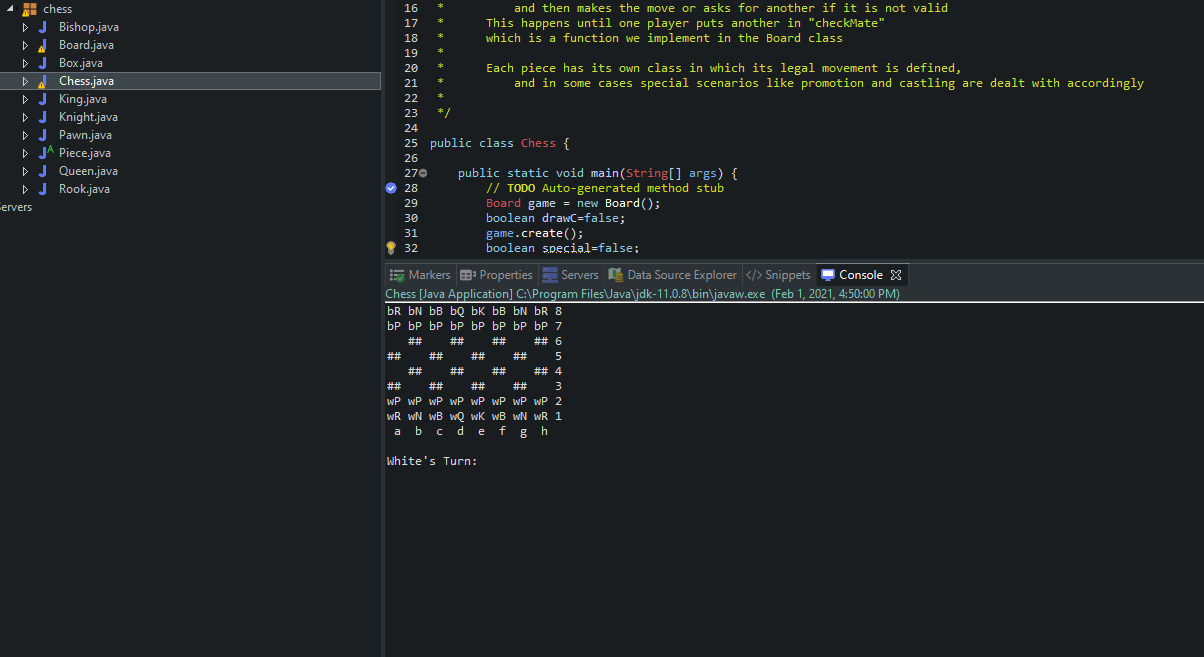 chess
Bishop.java
Board.java
Box.java
Chess.java
King.java
Knight.java
Pawn.java
Piece.java
Queen.java
Rook.java
ervers
16 * and then makes the move or asks for another if it is not valid
17 * This happens until one player puts another in "checkMate"
18 * which is a function we implement in the Board class
19 *
20 * Each piece has its own class in which its legal movement is defined,
21 * and in some cases special scenarios like promotion and castling are dealt with accordingly
22 *
23 */
24
25 public class Chess {
26
27 public static void main(String[] args) {
28 // TODO Auto-generated method stub
29 Board game = new Board();
30 boolean drawC=false;
31 game.create();
32 boolean special=false;
Markers Properties Servers Data Source Explorer Snippets Console
Chess [Java Application] C:\Program Files\Java\jdk-11.0.8\bin\javaw.exe (Feb 1, 2021, 4:50:00 PM)
bR bN bB bQ bK bB bN bR 8
bP bP bP bP bP bP bP bP 7
   ##    ##    ##    ## 6
##    ##    ##    ##    5
   ##    ##    ##    ## 4
##    ##    ##    ##    3
wP wP wP wP wP wP wP wP 2
wR wN wB wQ wK wB wN wR 1
a b c d e f g h
White's Turn: